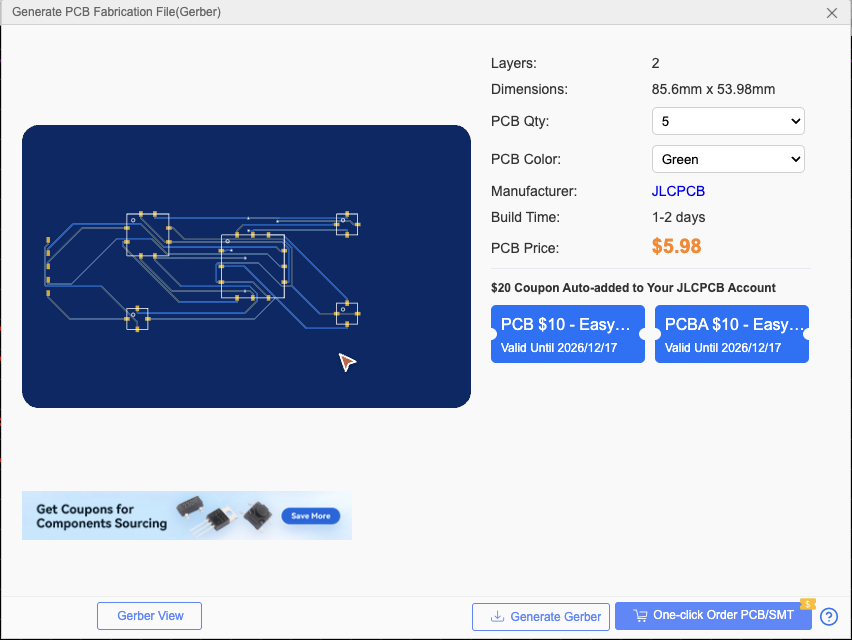 Generate PCB Fabrication File(Gerber)
Layers: 2
Dimensions: 85.6mm x 53.98mm
PCB Qty: 5
PCB Color: Green
Manufacturer: JLCPCB
Build Time: 1-2 days
PCB Price: $5.98
$20 Coupon Auto-added to Your JLCPCB Account
PCB $10 - Easy...
Valid Until 2026/12/17
PCBA $10 - Easy...
Valid Until 2026/12/17
Get Coupons for
Components Sourcing
Save More
Gerber View
Generate Gerber
One-click Order PCB/SMT
$
?